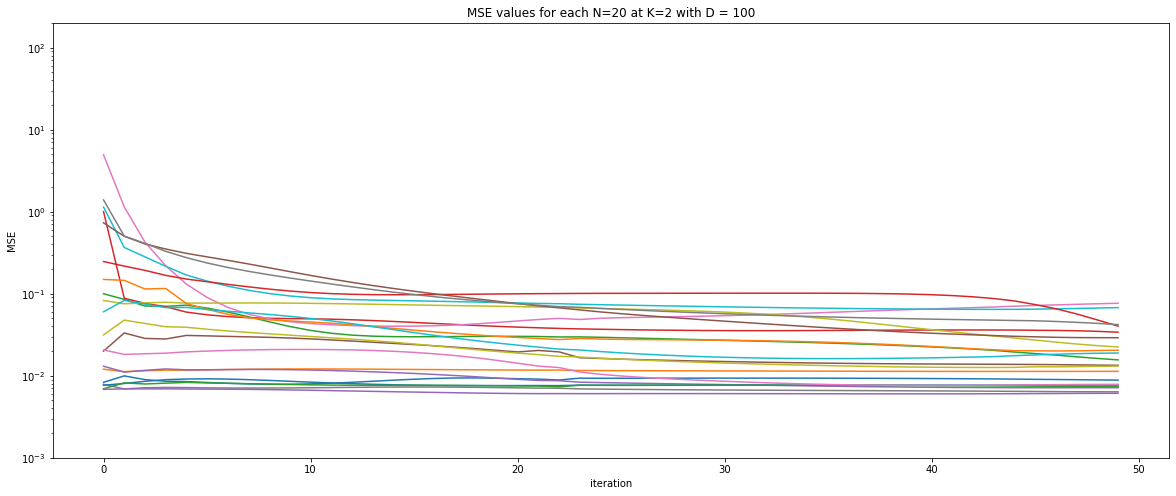 MSE values for each N=20 at K=2 with D = 100
10²
10¹
10⁰
10⁻¹
10⁻²
10⁻³
MSE
0 10 20 30 40 50
iteration